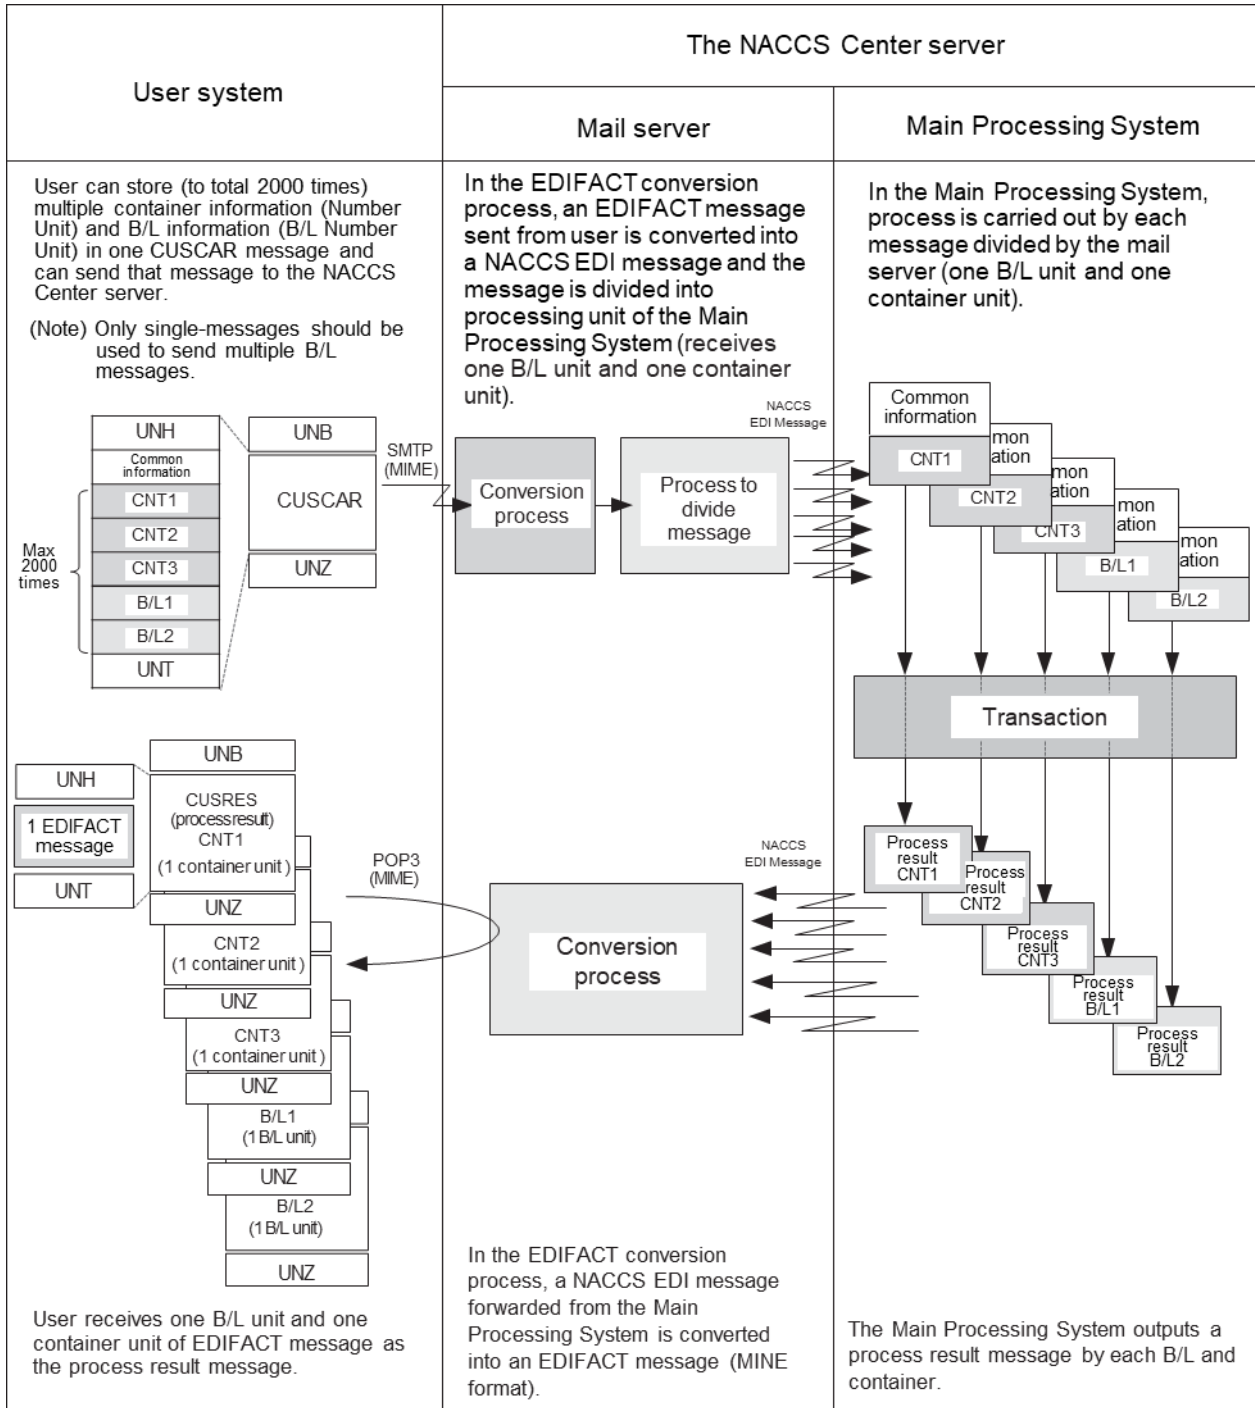 The NACCS Center server
User system
Mail server
Main Processing System
User can store (to total 2000 times)
multiple container information (Number
Unit) and B/L information (B/L Number
Unit) in one CUSCAR message and
can send that message to the NACCS
Center server.
(Note) Only single-messages should be
used to send multiple B/L
messages.
In the EDIFACT conversion
process, an EDIFACT message
sent from user is converted into
a NACCS EDI message and the
message is divided into
processing unit of the Main
Processing System (receives
one B/L unit and one container
unit).
In the Main Processing System,
process is carried out by each
message divided by the mail
server (one B/L unit and one
container unit).
UNH
Common
information
CNT1
CNT2
CNT3
B/L1
B/L2
UNT
Max
2000
times
UNB
CUSCAR
UNZ
SMTP
(MIME)
Conversion
process
Process to
divide
message
NACCS
EDI Message
Common
information
CNT1
mon
ation
CNT2
mon
ation
CNT3
mon
ation
B/L1
mon
ation
B/L2
Transaction
UNH
1 EDIFACT
message
UNT
UNB
CUSRES
(processresult)
CNT1
(1 container unit)
UNZ
CNT2
(1 container unit)
UNZ
CNT3
(1 container unit)
UNZ
B/L1
(1B/L unit)
UNZ
B/L2
(1B/L unit)
UNZ
POP3
(MIME)
Conversion
process
NACCS
EDI Message
Process
result
CNT1
Process
result
CNT2
Process
result
CNT3
Process
result
B/L1
Process
result
B/L2
User receives one B/L unit and one
container unit of EDIFACT message as
the process result message.
In the EDIFACT conversion
process, a NACCS EDI message
forwarded from the Main
Processing System is converted
into an EDIFACT message (MINE
format).
The Main Processing System outputs a
process result message by each B/L and
container.